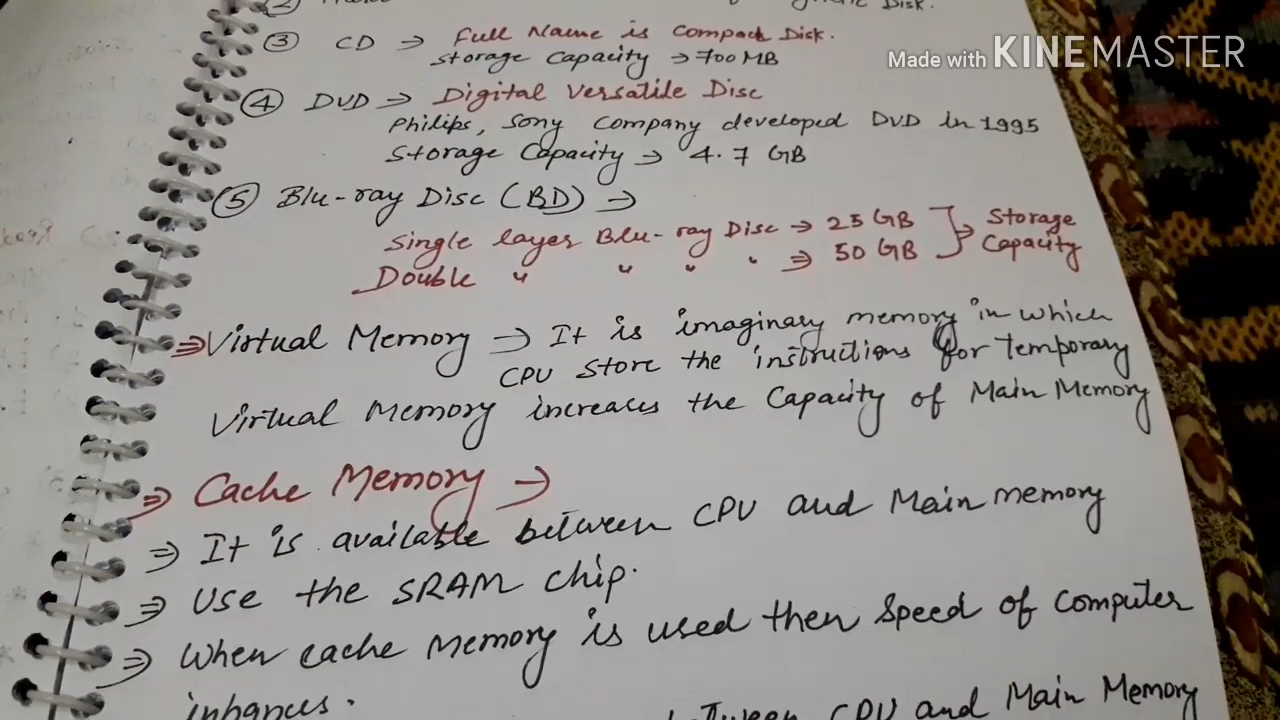 Disk.
③ CD → Full Name is Compack Disk.
Storage Capacity → 700 MB
Made with KINEMASTER
④ DVD → Digital Versatile Disc
Philips, Sony Company developed DVD in 1995
Storage Capacity → 4.7 GB
⑤ Blu-ray Disc (BD) →
Single layer Blu-ray Disc → 25 GB
Double " " " " ⇒ 50 GB
Storage Capacity
⇒ Virtual Memory → It is imaginary memory in which
CPU store the instructions for temporary
Virtual Memory increases the Capacity of Main Memory
⇒ Cache Memory →
⇒ It is available between CPU and Main memory
⇒ Use the SRAM chip.
⇒ When cache Memory is used then speed of computer
inhances.
between CPU and Main Memory